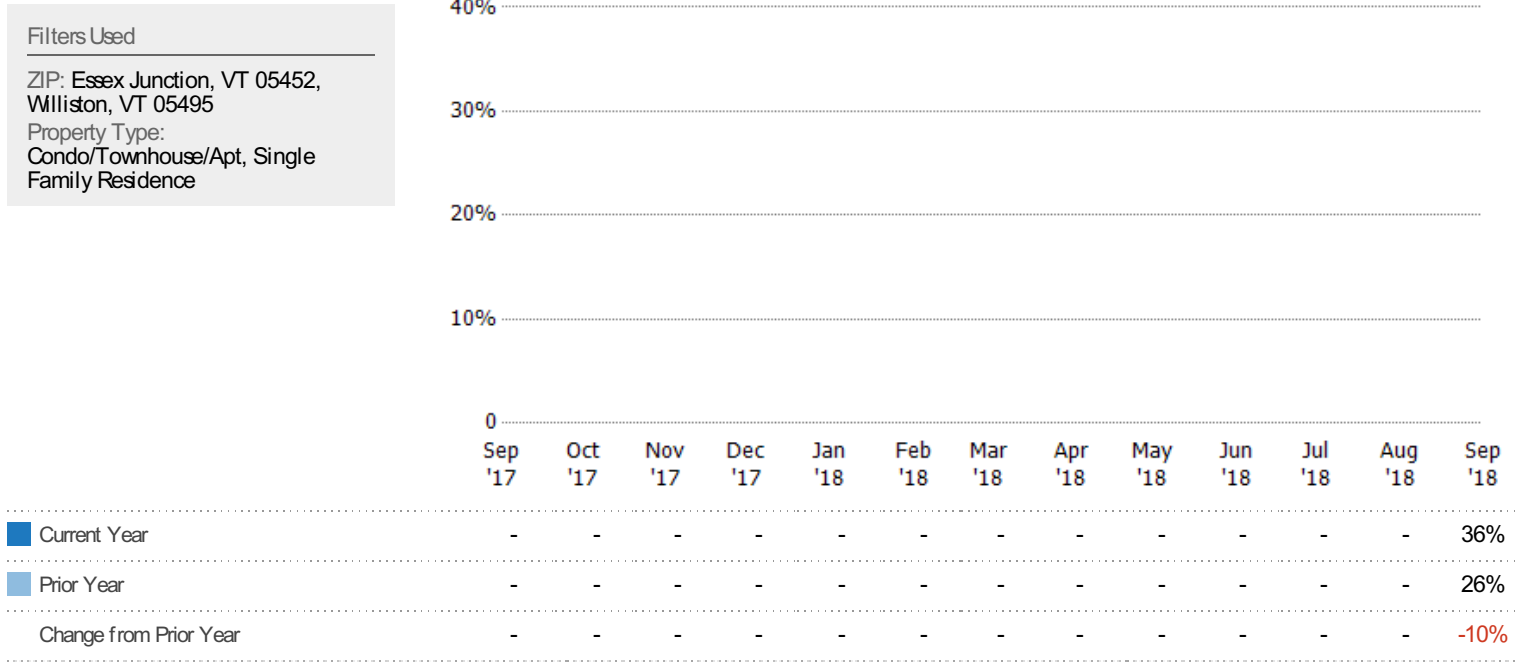 Filters Used
ZIP: Essex Junction, VT 05452,
Williston, VT 05495
Property Type:
Condo/Townhouse/Apt, Single
Family Residence
40%
30%
20%
10%
0
Sep Oct Nov Dec Jan Feb Mar Apr May Jun Jul Aug Sep
'17 '17 '17 '17 '18 '18 '18 '18 '18 '18 '18 '18 '18
Current Year - - - - - - - - - - - - 36%
Prior Year - - - - - - - - - - - - 26%
Change from Prior Year - - - - - - - - - - - - -10%